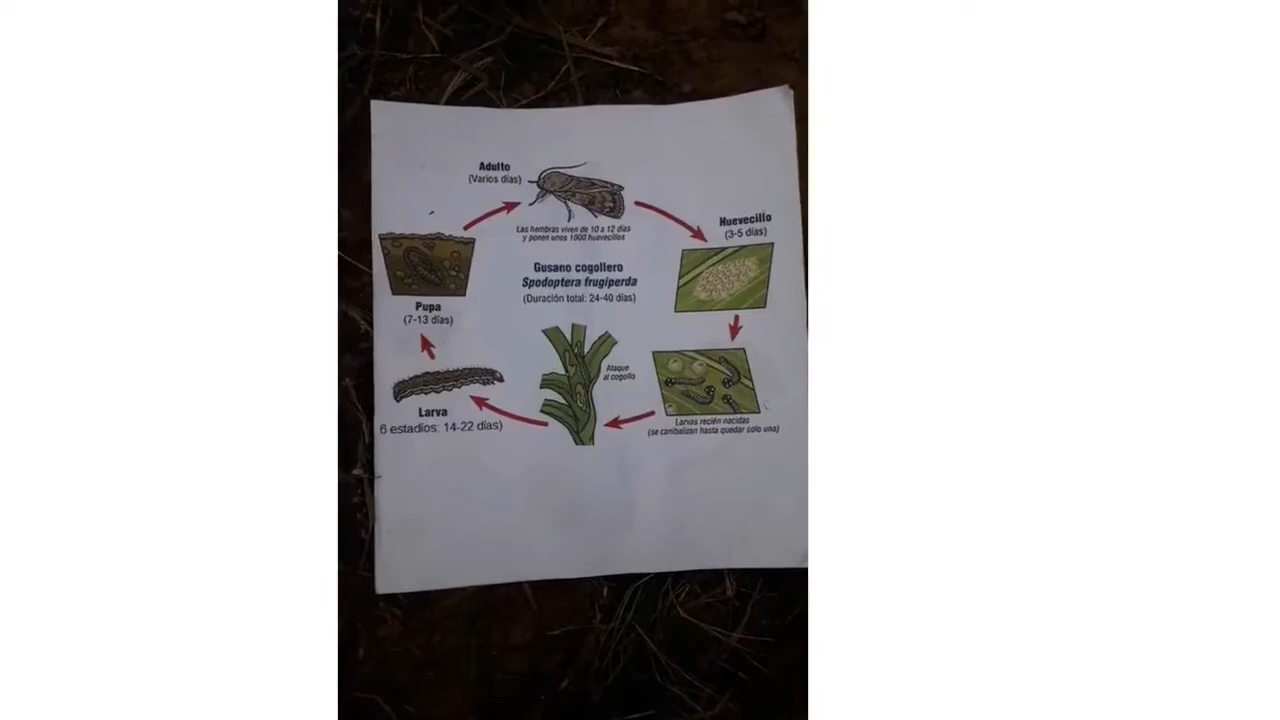 Adulto
(Varios días)
Las hembras viven de 10 a 12 días
y ponen unos 1000 huevecillos
Huevecillo
(3-5 días)
Gusano cogollero
Spodoptera frugiperda
(Duración total: 24-40 días)
Pupa
(7-13 días)
Ataque
al cogollo
Larva
6 estadíos: 14-22 días)
Larvas recién nacidas
(se canibalizan hasta quedar solo una)